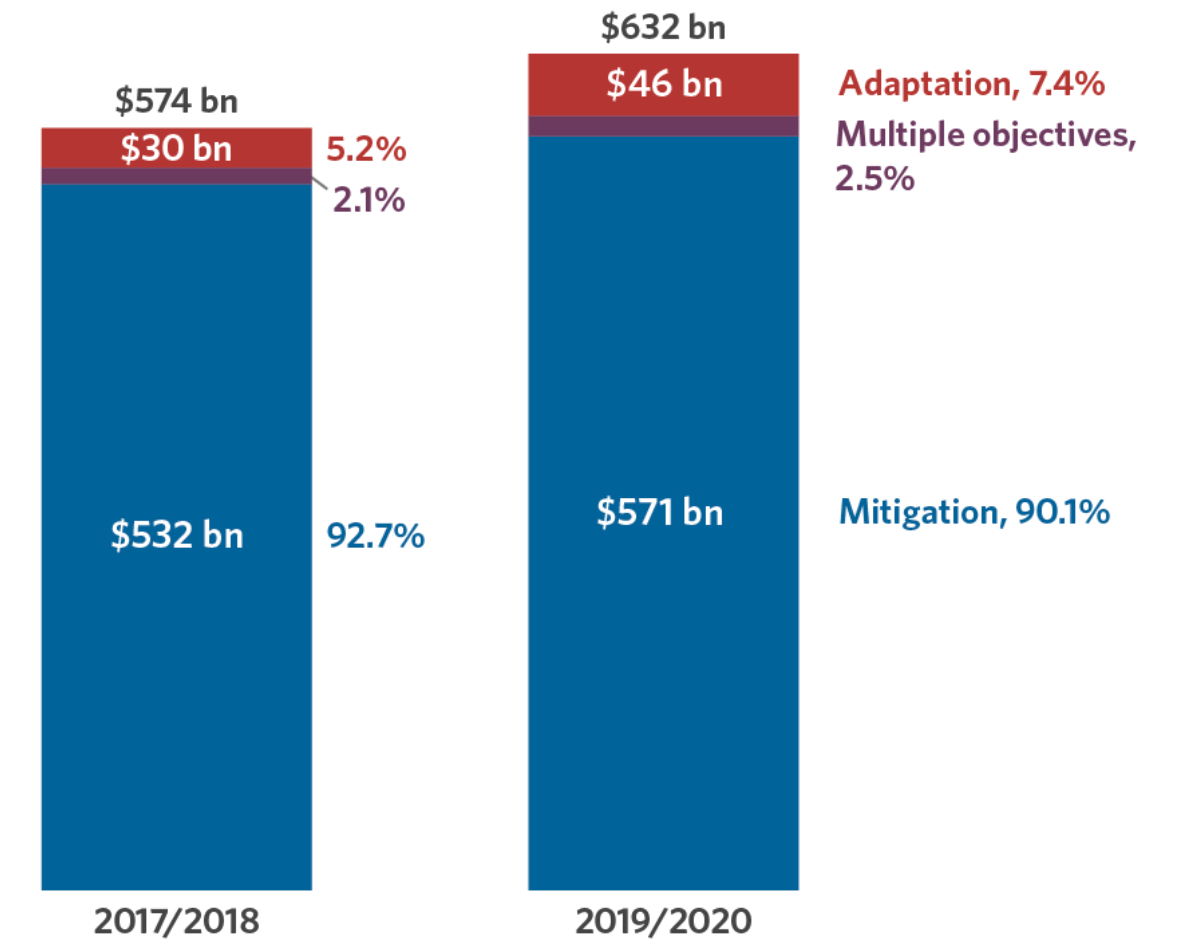 $632 bn
$574 bn
$46 bn
Adaptation, 7.4%
Multiple objectives,
2.5%
$30 bn
5.2%
2.1%
$532 bn
92.7%
$571 bn
Mitigation, 90.1%
2017/2018
2019/2020